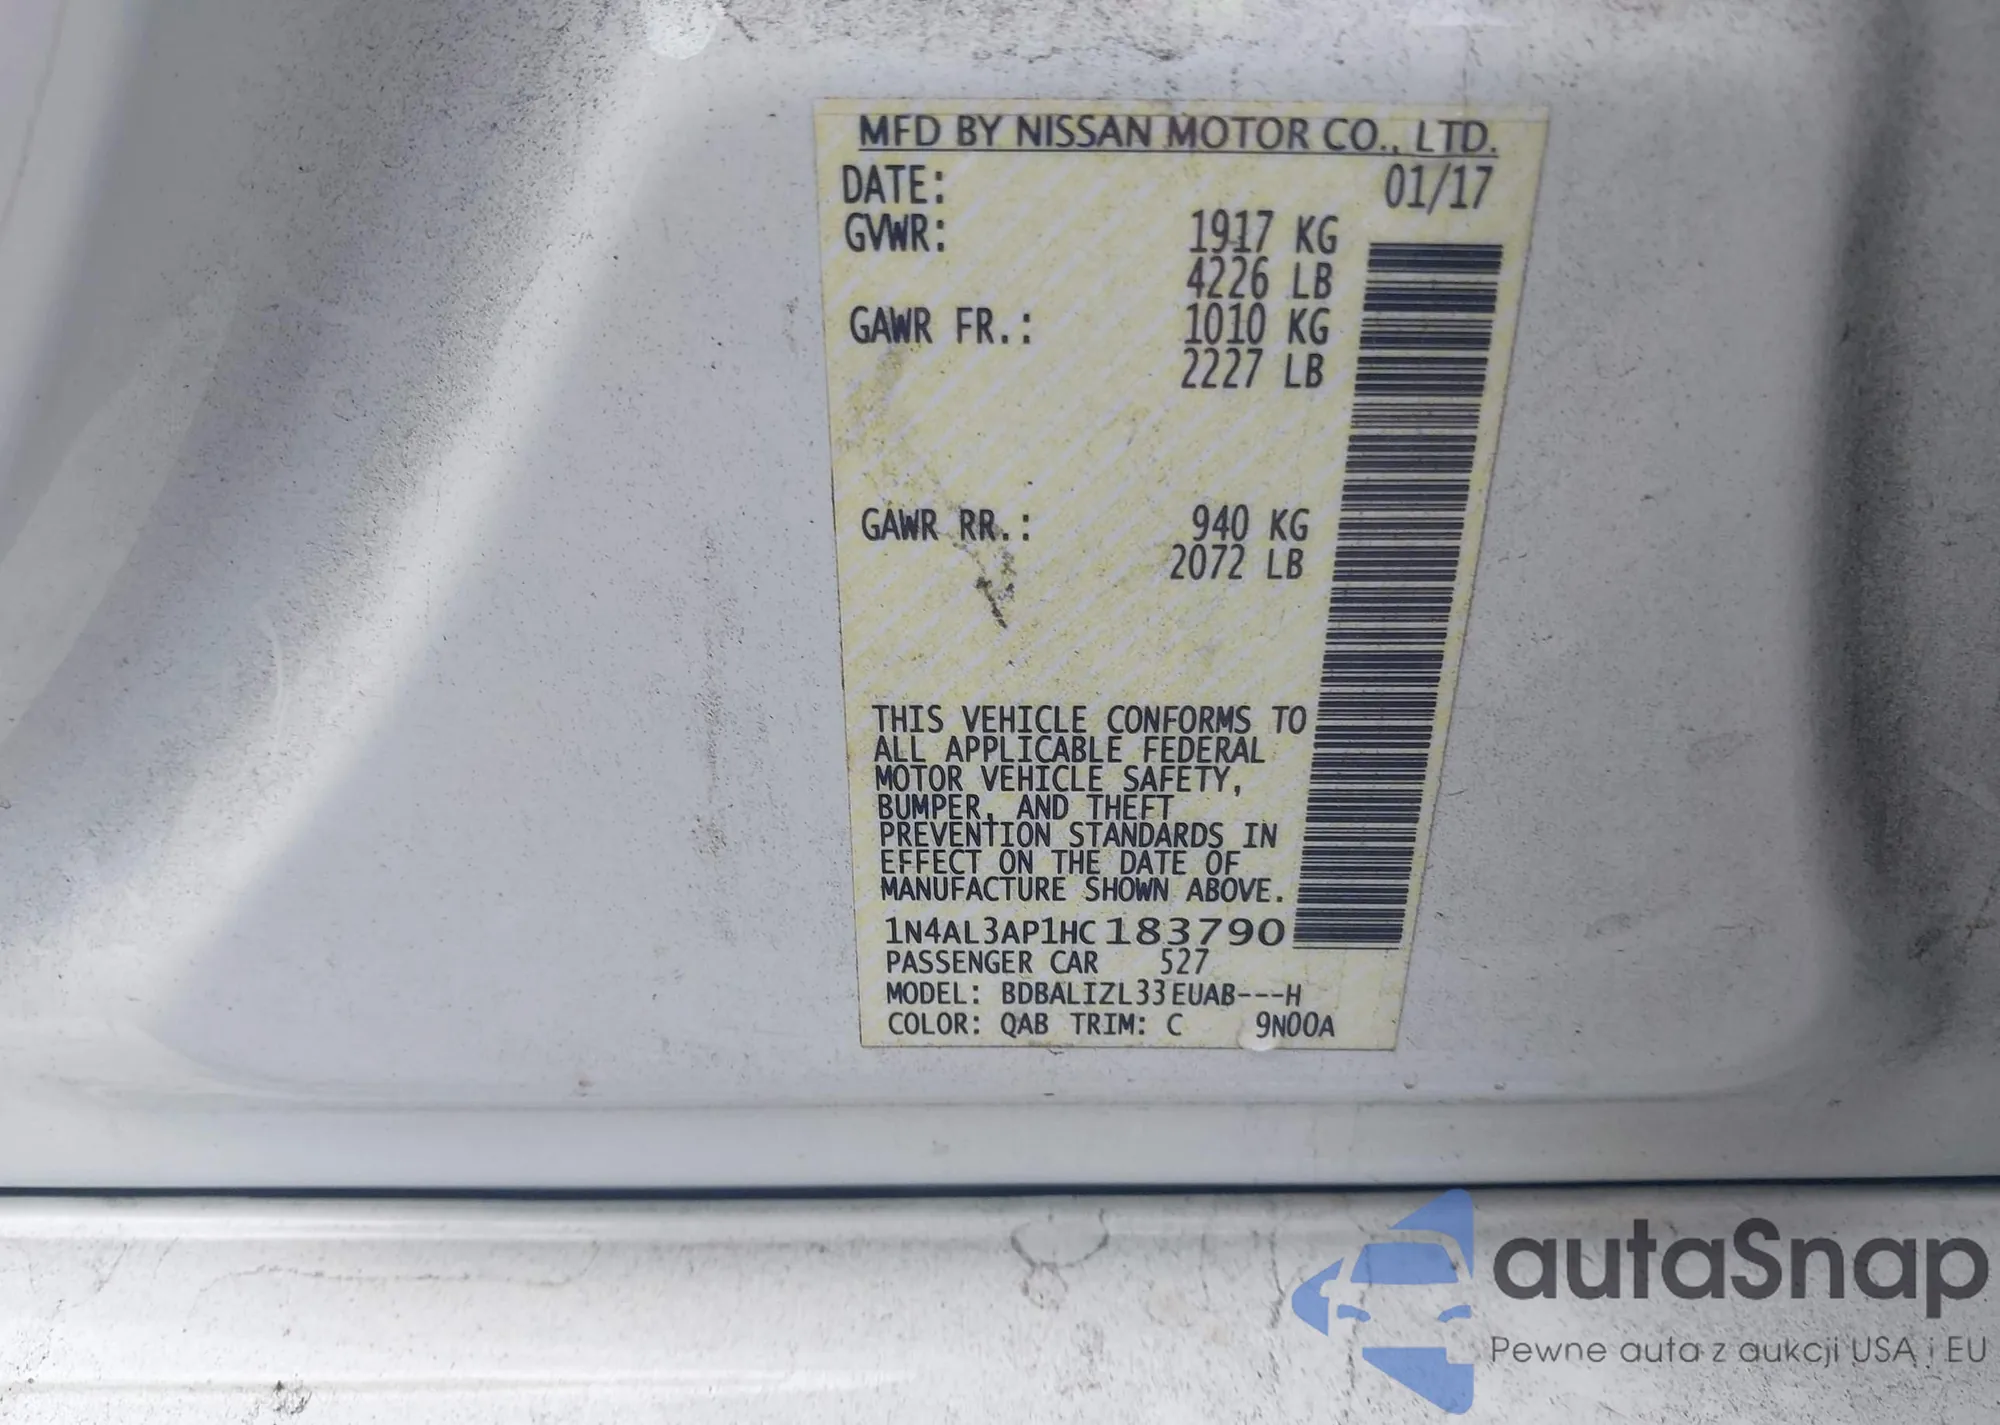 MFD BY NISSAN MOTOR CO., LTD.
DATE: 01/17
GVWR: 1917 KG
4226 LB
GAWR FR.: 1010 KG
2227 LB
GAWR RR.: 940 KG
2072 LB
THIS VEHICLE CONFORMS TO
ALL APPLICABLE FEDERAL
MOTOR VEHICLE SAFETY,
BUMPER, AND THEFT
PREVENTION STANDARDS IN
EFFECT ON THE DATE OF
MANUFACTURE SHOWN ABOVE.
1N4AL3AP1HC183790
PASSENGER CAR 527
MODEL: BDBALIZL33EUAB---H
COLOR: QAB TRIM: C 9N00A
autaSnap
Pewne auta z aukcji USA i EU